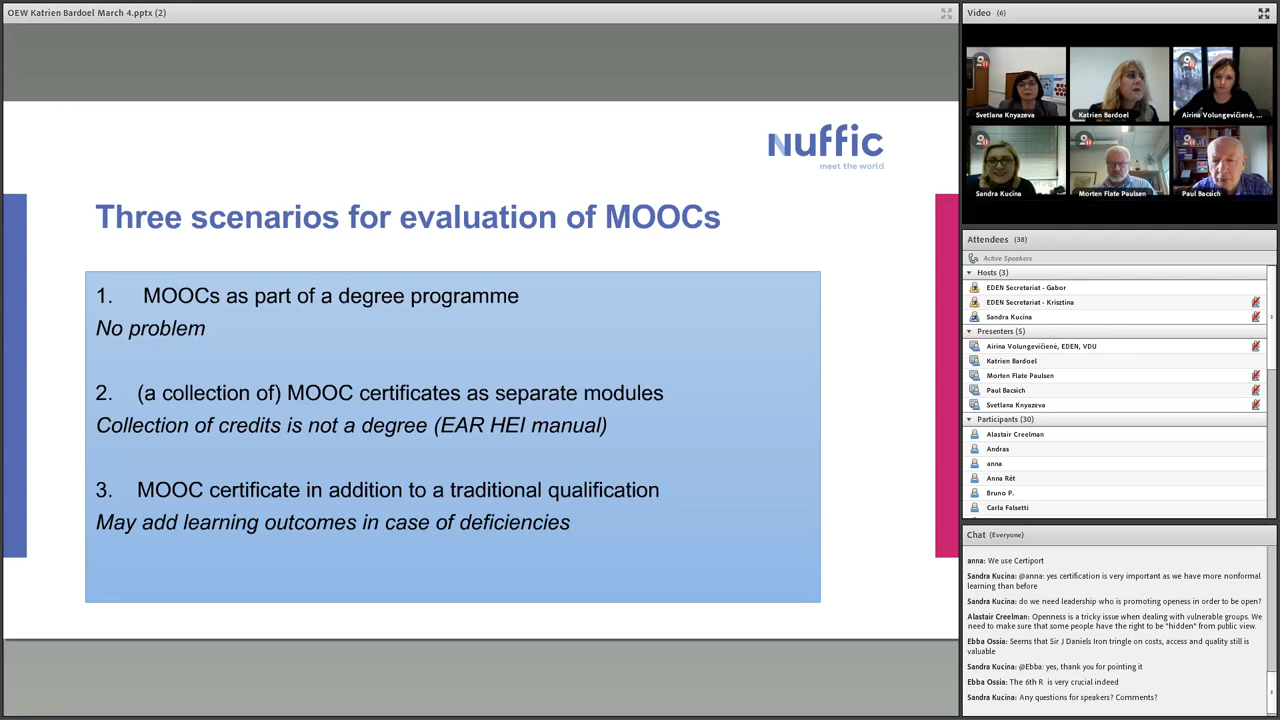 OEW Katrien Bardoel March 4.pptx (2)
nuffic
meet the world
Three scenarios for evaluation of MOOCs
1. MOOCs as part of a degree programme
No problem
2. (a collection of) MOOC certificates as separate modules
Collection of credits is not a degree (EAR HEI manual)
3. MOOC certificate in addition to a traditional qualification
May add learning outcomes in case of deficiencies
Video (6)
Svetlana Knyazeva
Katrien Bardoel
Airina Volungevičienė, ...
Sandra Kucina
Morten Flate Paulsen
Paul Bacsich
Attendees (38)
Active Speakers
Hosts (3)
EDEN Secretariat - Gabor
EDEN Secretariat - Krisztina
Sandra Kucina
Presenters (5)
Airina Volungevičienė, EDEN, VDU
Katrien Bardoel
Morten Flate Paulsen
Paul Bacsich
Svetlana Knyazeva
Participants (30)
Alastair Creelman
Andras
anna
Anna Rét
Bruno P.
Carla Falsetti
Chat (Everyone)
anna: We use Certiport
Sandra Kucina: @anna: yes certification is very important as we have more nonformal
learning than before
Sandra Kucina: do we need leadership who is promoting openess in order to be open?
Alastair Creelman: Openness is a tricky issue when dealing with vulnerable groups. We
need to make sure that some people have the right to be "hidden" from public view.
Ebba Ossia: Seems that Sir J Daniels Iron tringle on costs, access and quality still is
valuable
Sandra Kucina: @Ebba: yes, thank you for pointing it
Ebba Ossia: The 6th R is very crucial indeed
Sandra Kucina: Any questions for speakers? Comments?